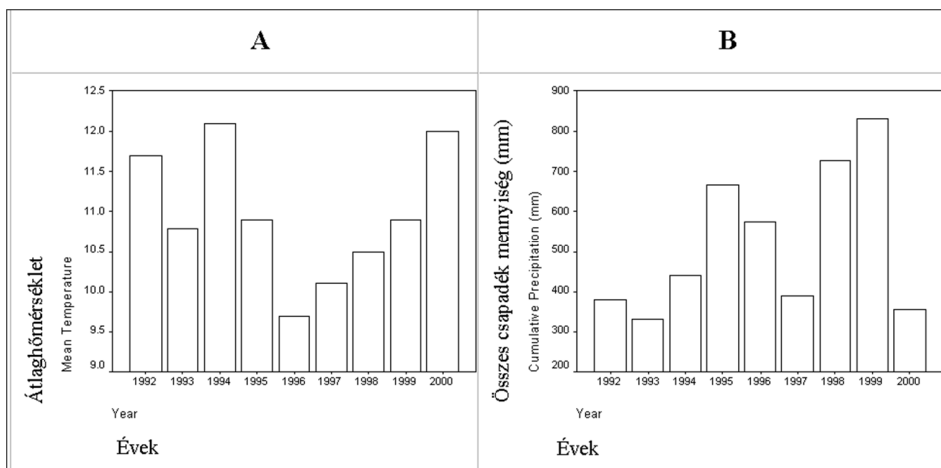 A
B
12.5
12.0
11.5
11.0
10.5
10.0
9.5
9.0
Átlaghőmérséklet
Mean Temperature
1992 1993 1994 1995 1996 1997 1998 1999 2000
Year
Évek
900
800
700
600
500
400
300
200
Összes csapadék mennyiség (mm)
Cumulative Precipitation (mm)
1992 1993 1994 1995 1996 1997 1998 1999 2000
Year
Évek